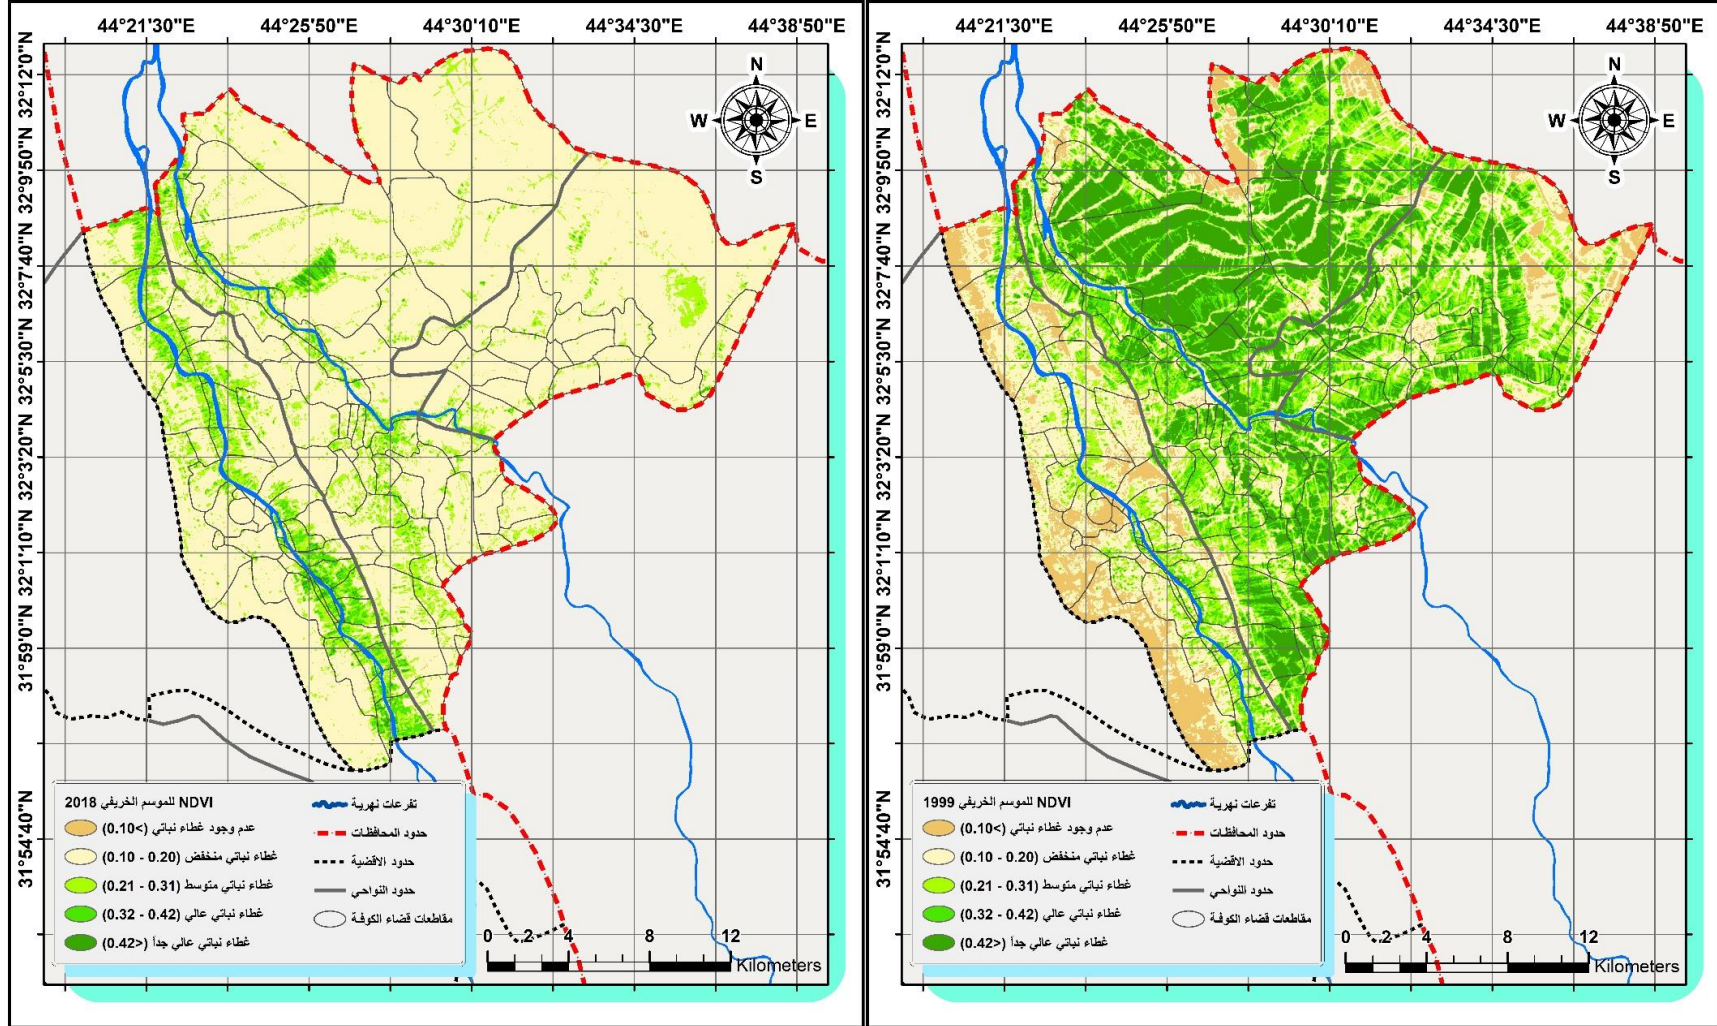 44°21'30"E 44°25'50"E 44°30'10"E 44°34'30"E 44°38'50"E
32°12'0"N
32°9'50"N
32°7'40"N
32°5'30"N
32°3'20"N
32°1'10"N
31°59'0"N
31°54'40"N
N
W E
S
NDVI للموسم الخريفي 2018
عدم وجود غطاء نباتي (>0.10)
غطاء نباتي منخفض (0.20 - 0.10)
غطاء نباتي متوسط (0.31 - 0.21)
غطاء نباتي عالي (0.42 - 0.32)
غطاء نباتي عالي جداً (<0.42)
تفرعات نهرية
حدود المحافظات
حدود الاقضية
حدود النواحي
مقاطعات قضاء الكوفة
0 2 4 8 12
Kilometers
44°21'30"E 44°25'50"E 44°30'10"E 44°34'30"E 44°38'50"E
32°12'0"N
32°9'50"N
32°7'40"N
32°5'30"N
32°3'20"N
32°1'10"N
31°59'0"N
31°54'40"N
N
W E
S
NDVI للموسم الخريفي 1999
عدم وجود غطاء نباتي (>0.10)
غطاء نباتي منخفض (0.20 - 0.10)
غطاء نباتي متوسط (0.31 - 0.21)
غطاء نباتي عالي (0.42 - 0.32)
غطاء نباتي عالي جداً (<0.42)
تفرعات نهرية
حدود المحافظات
حدود الاقضية
حدود النواحي
مقاطعات قضاء الكوفة
0 2 4 8 12
Kilometers